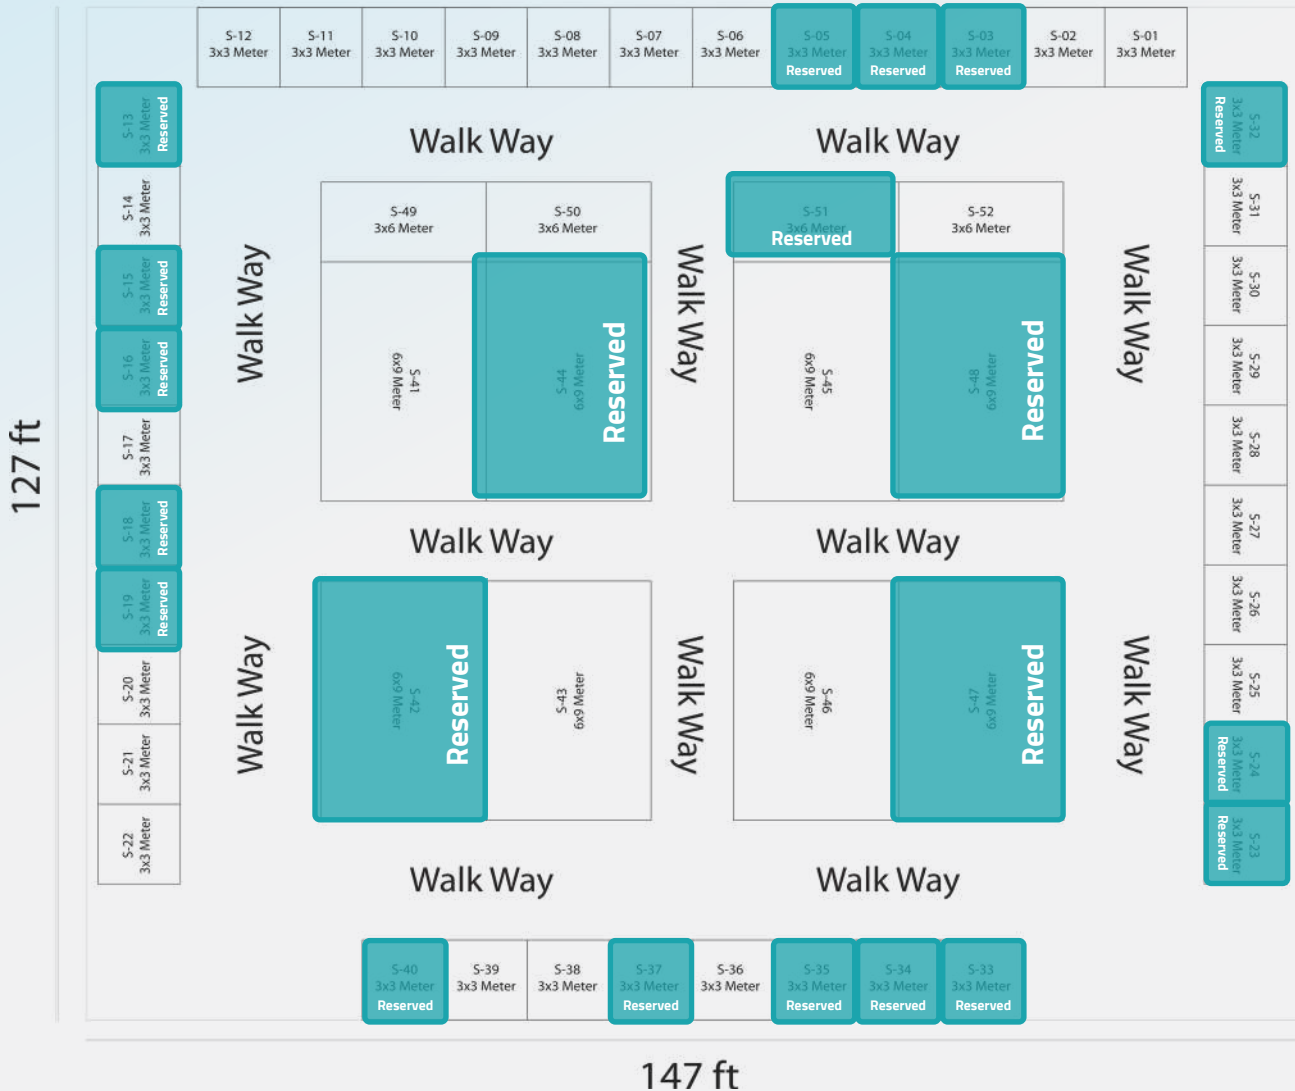 S-12
3x3 Meter
S-11
3x3 Meter
S-10
3x3 Meter
S-09
3x3 Meter
S-08
3x3 Meter
S-07
3x3 Meter
S-06
3x3 Meter
S-05
3x3 Meter
Reserved
S-04
3x3 Meter
Reserved
S-03
3x3 Meter
Reserved
S-02
3x3 Meter
S-01
3x3 Meter
S-13
3x3 Meter
Reserved
S-14
3x3 Meter
S-15
3x3 Meter
Reserved
S-16
3x3 Meter
Reserved
S-17
3x3 Meter
S-18
3x3 Meter
Reserved
S-19
3x3 Meter
Reserved
S-20
3x3 Meter
S-21
3x3 Meter
S-22
3x3 Meter
127 ft
Walk Way
Walk Way
Walk Way
Walk Way
Walk Way
S-49
3x6 Meter
S-50
3x6 Meter
S-51
3x6 Meter
Reserved
S-52
3x6 Meter
S-41
6x9 Meter
S-44
6x9 Meter
Reserved
S-45
6x9 Meter
S-48
6x9 Meter
Reserved
Walk Way
Walk Way
Walk Way
Walk Way
Walk Way
S-42
6x9 Meter
Reserved
S-43
6x9 Meter
S-46
6x9 Meter
S-47
6x9 Meter
Reserved
Walk Way
Walk Way
S-32
3x3 Meter
Reserved
S-31
3x3 Meter
S-30
3x3 Meter
S-29
3x3 Meter
S-28
3x3 Meter
S-27
3x3 Meter
S-26
3x3 Meter
S-25
3x3 Meter
S-24
3x3 Meter
Reserved
S-23
3x3 Meter
Reserved
S-40
3x3 Meter
Reserved
S-39
3x3 Meter
S-38
3x3 Meter
S-37
3x3 Meter
Reserved
S-36
3x3 Meter
S-35
3x3 Meter
Reserved
S-34
3x3 Meter
Reserved
S-33
3x3 Meter
Reserved
147 ft